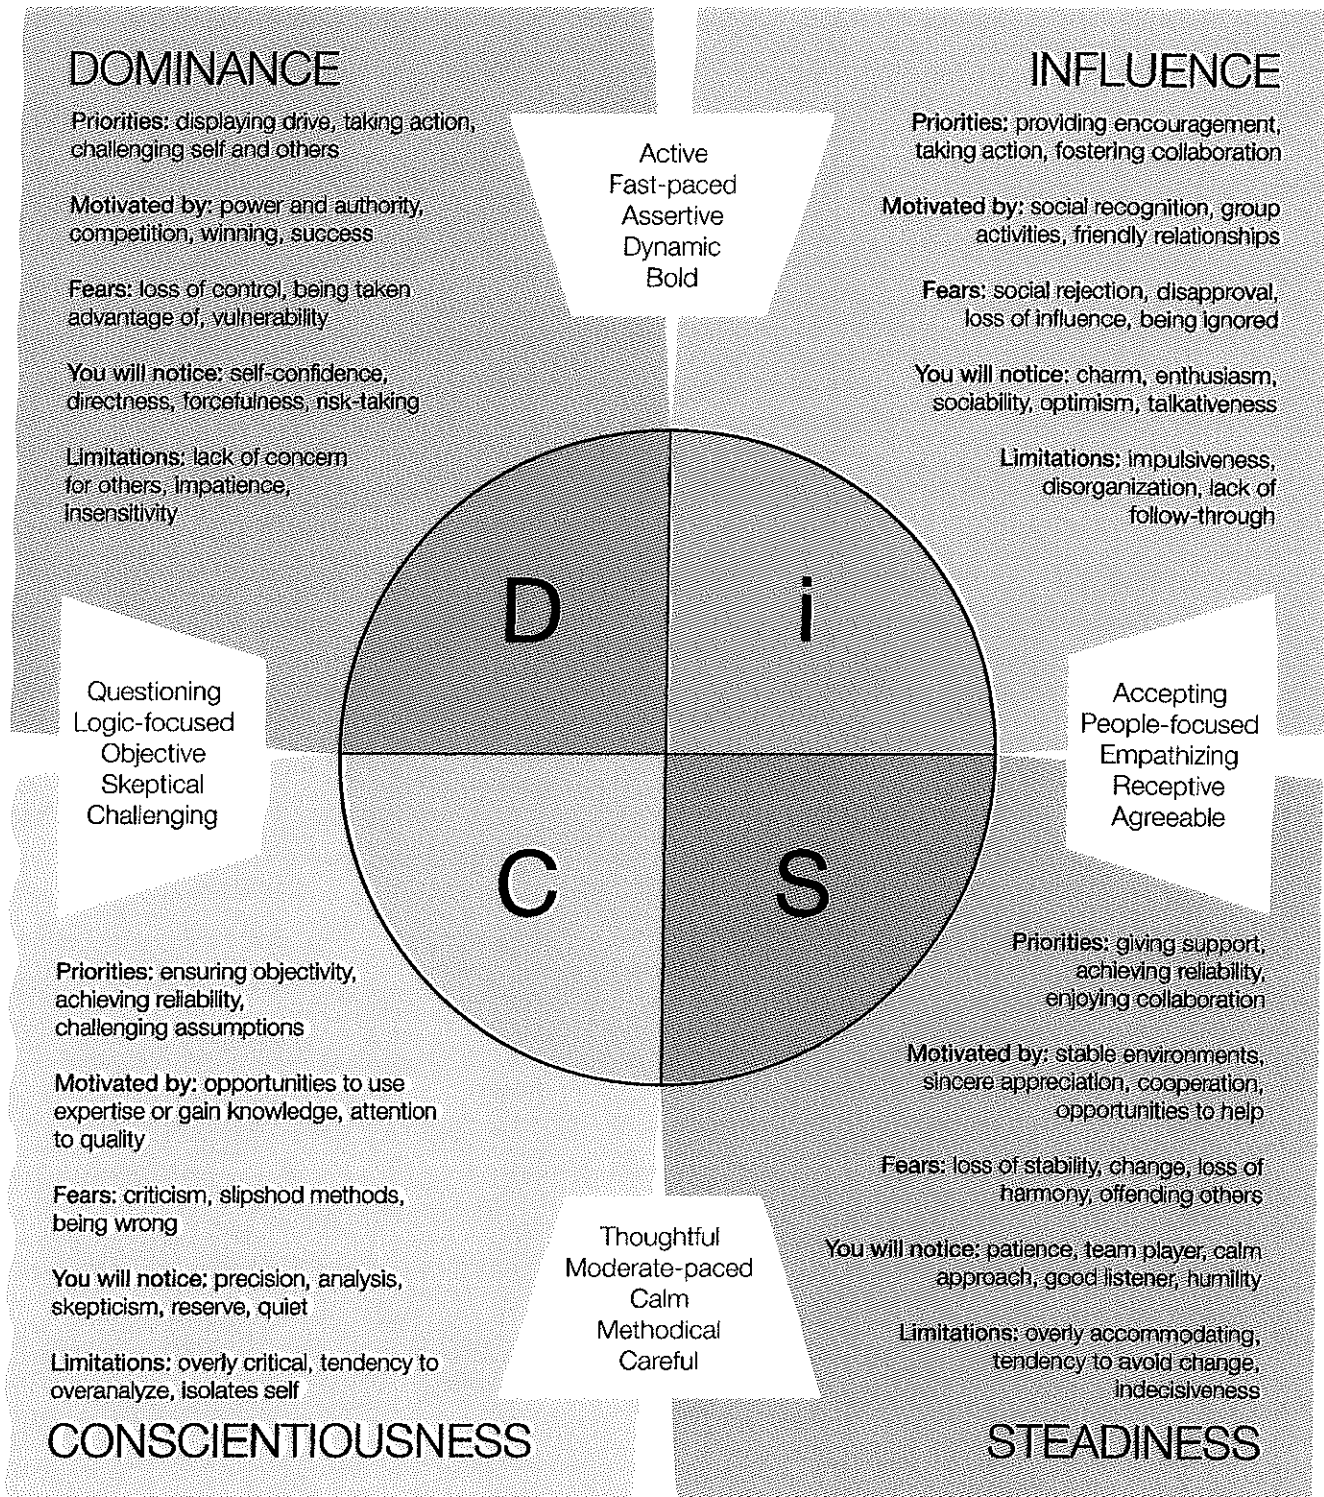 DOMINANCE
Priorities: displaying drive, taking action,
challenging self and others
Motivated by: power and authority,
competition, winning, success
Fears: loss of control, being taken
advantage of, vulnerability
You will notice: self-confidence,
directness, forcefulness, risk-taking
Limitations: lack of concern
for others, impatience,
insensitivity
Active
Fast-paced
Assertive
Dynamic
Bold
INFLUENCE
Priorities: providing encouragement,
taking action, fostering collaboration
Motivated by: social recognition, group
activities, friendly relationships
Fears: social rejection, disapproval,
loss of influence, being ignored
You will notice: charm, enthusiasm,
sociability, optimism, talkativeness
Limitations: impulsiveness,
disorganization, lack of
follow-through
D
i
Questioning
Logic-focused
Objective
Skeptical
Challenging
Accepting
People-focused
Empathizing
Receptive
Agreeable
C
S
Priorities: ensuring objectivity,
achieving reliability,
challenging assumptions
Motivated by: opportunities to use
expertise or gain knowledge, attention
to quality
Fears: criticism, slipshod methods,
being wrong
You will notice: precision, analysis,
skepticism, reserve, quiet
Limitations: overly critical, tendency to
overanalyze, isolates self
CONSCIENTIOUSNESS
Thoughtful
Moderate-paced
Calm
Methodical
Careful
Priorities: giving support,
achieving reliability,
enjoying collaboration
Motivated by: stable environments,
sincere appreciation, cooperation,
opportunities to help
Fears: loss of stability, change, loss of
harmony, offending others
You will notice: patience, team player, calm
approach, good listener, humility
Limitations: overly accommodating,
tendency to avoid change,
indecisiveness
STEADINESS